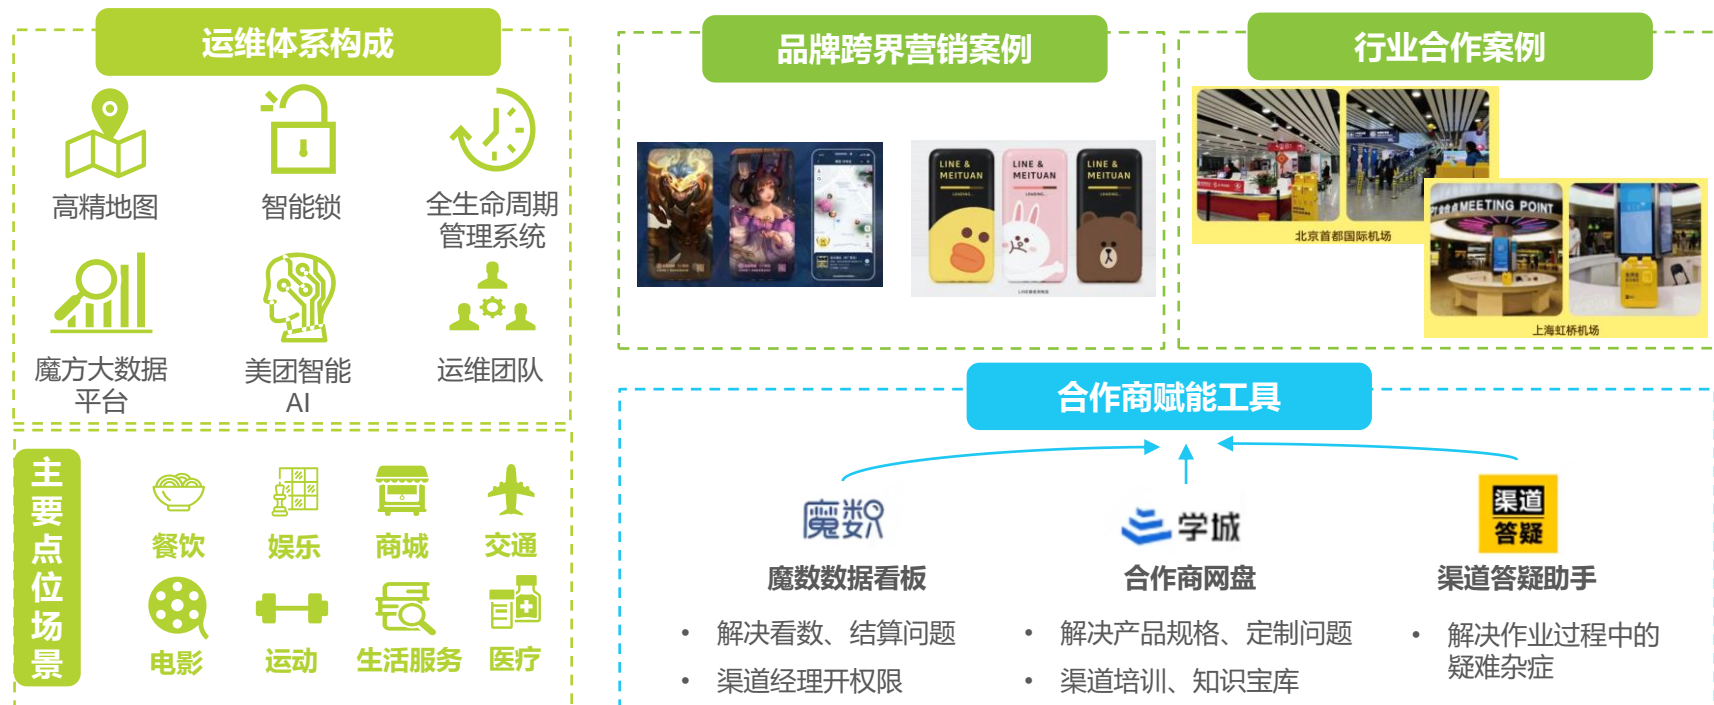 运维体系构成
高精地图
智能锁
全生命周期
管理系统
魔方大数据
平台
美团智能
AI
运维团队
主要点位场景
餐饮
娱乐
商城
交通
电影
运动
生活服务
医疗
品牌跨界营销案例
LINE &
MEITUAN
LOADING...
LINE &
MEITUAN
LOADING...
LINE &
MEITUAN
LOADING...
行业合作案例
北京首都国际机场
MEETING POINT
上海虹桥机场
合作商赋能工具
魔数
魔数数据看板
• 解决看数、结算问题
• 渠道经理开权限
学城
合作商网盘
• 解决产品规格、定制问题
• 渠道培训、知识宝库
渠道
答疑
渠道答疑助手
• 解决作业过程中的
疑难杂症